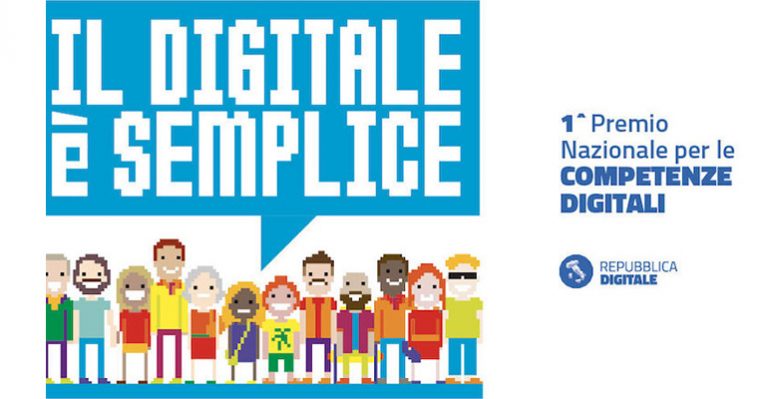 IL DIGITALE
è SEMPLICE
1^ Premio
Nazionale per le
COMPETENZE
DIGITALI
REPUBBLICA
DIGITALE